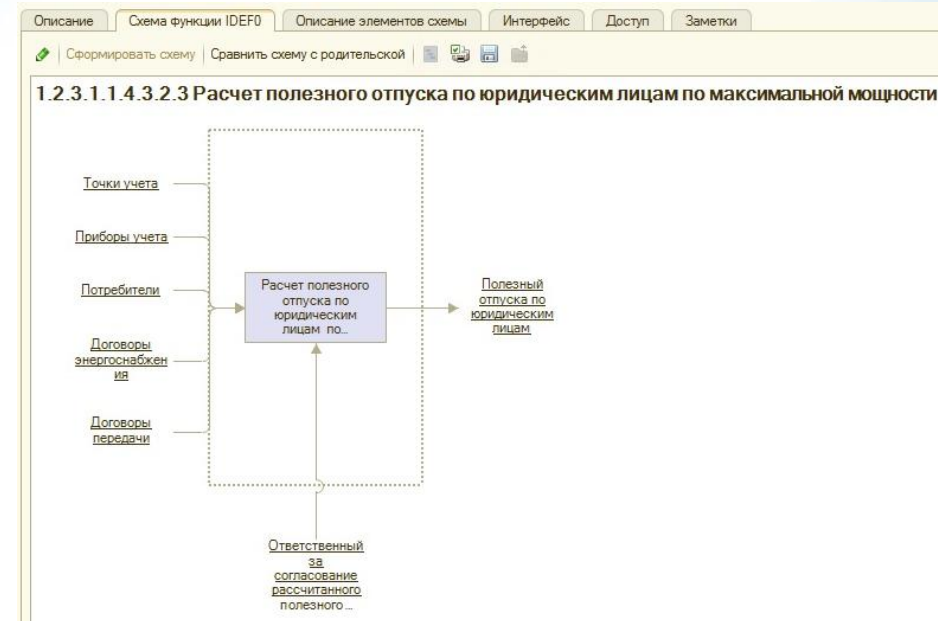 Описание Схема функции IDEF0 Описание элементов схемы Интерфейс Доступ Заметки
Сформировать схему Сравнить схему с родительской
1.2.3.1.1.4.3.2.3 Расчет полезного отпуска по юридическим лицам по максимальной мощности
Точки учета
Приборы учета
Потребители
Договоры
энергоснабжен
ия
Договоры
передачи
Расчет полезного
отпуска по
юридическим
лицам по...
Полезный
отпуска по
юридическим
лицам
Ответственный
за
согласование
рассчитанного
полезного...